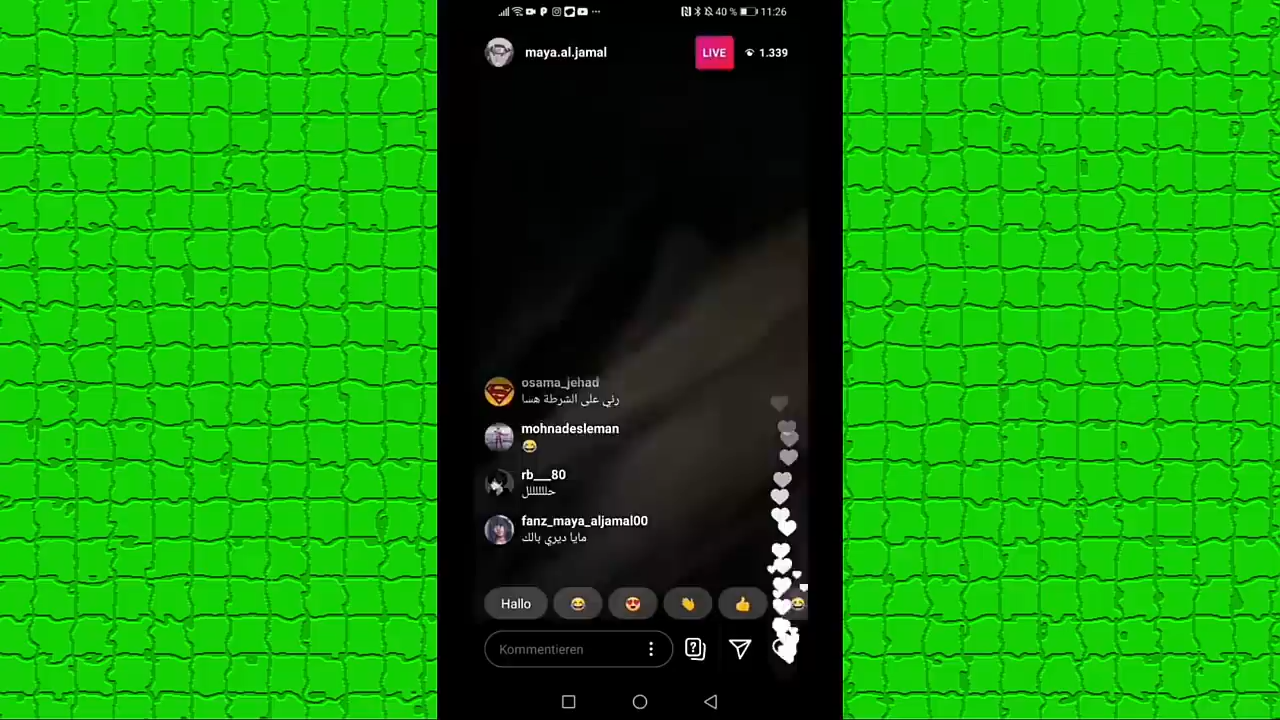 40 % 11:26
maya.al.jamal
LIVE
1.339
osama_jehad
رني على الشرطة هسا
mohnadesleman
😂
rb___80
حللللللل
fanz_maya_aljamal00
مايا ديري بالك
Hallo
Kommentieren